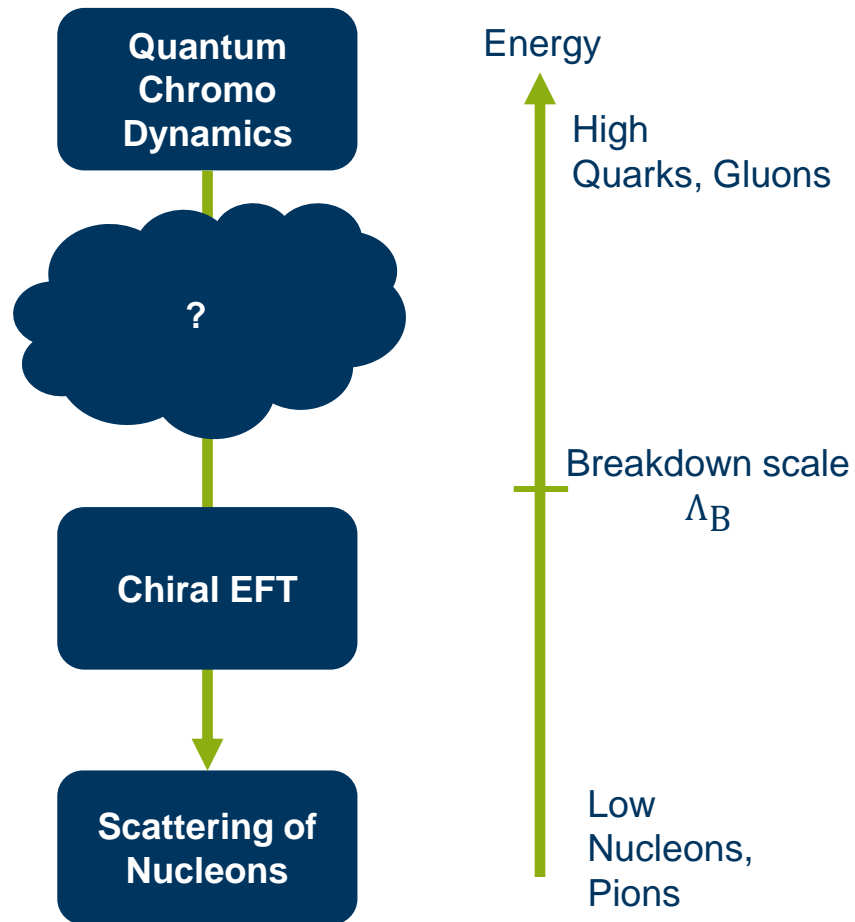 Quantum
Chromo
Dynamics
?
Chiral EFT
Scattering of
Nucleons
Energy
High
Quarks, Gluons
Breakdown scale
Λ_B
Low
Nucleons,
Pions